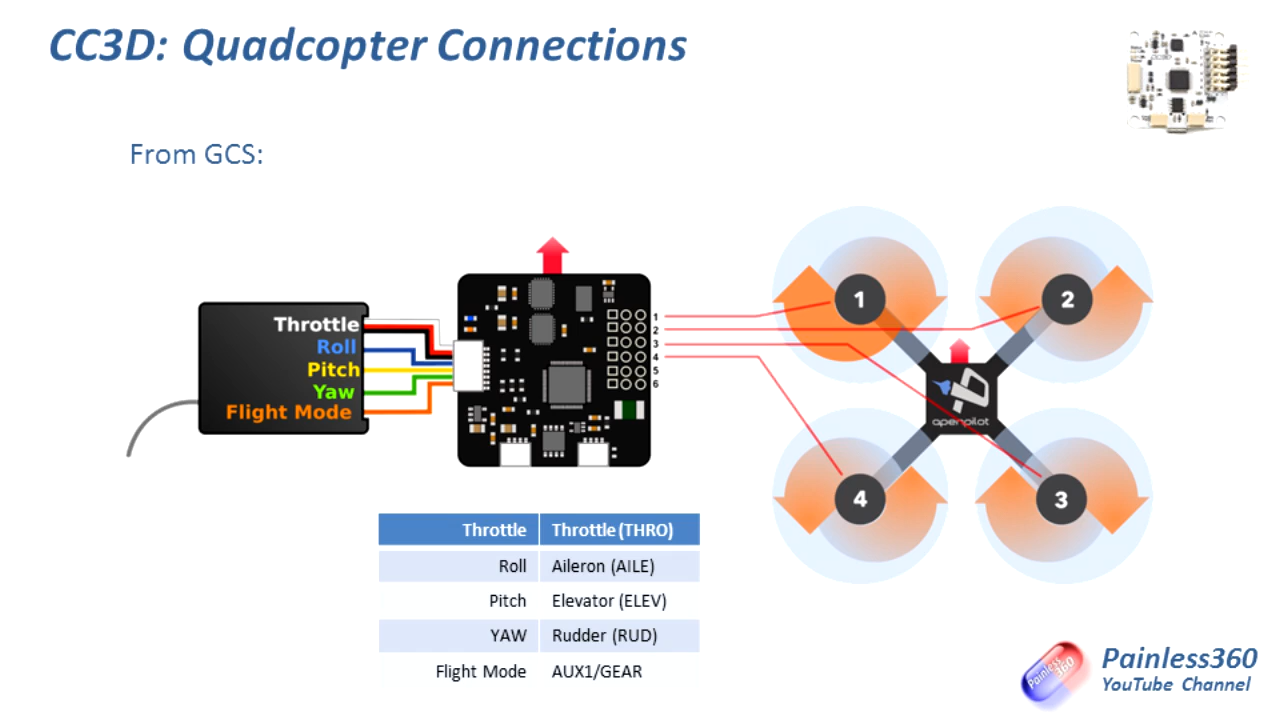 CC3D: Quadcopter Connections
From GCS:
Throttle
Roll
Pitch
Yaw
Flight Mode
1
2
3
4
5
6
1
2
4
3
openpilot
Throttle Throttle (THRO)
Roll Aileron (AILE)
Pitch Elevator (ELEV)
YAW Rudder (RUD)
Flight Mode AUX1/GEAR
Painless360
Painless360
YouTube Channel